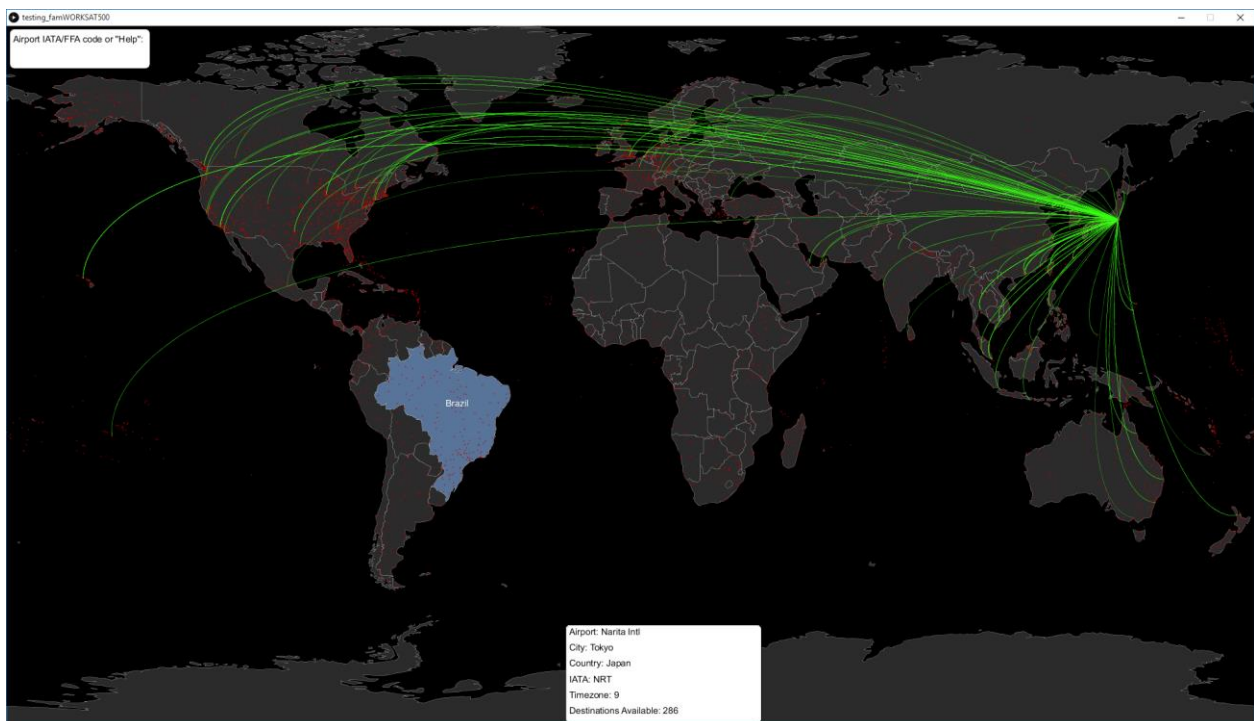 testing_famWORKSAT500
Airport IATA/FFA code or "Help":
Brazil
Airport: Narita Intl
City: Tokyo
Country: Japan
IATA: NRT
Timezone: 9
Destinations Available: 286